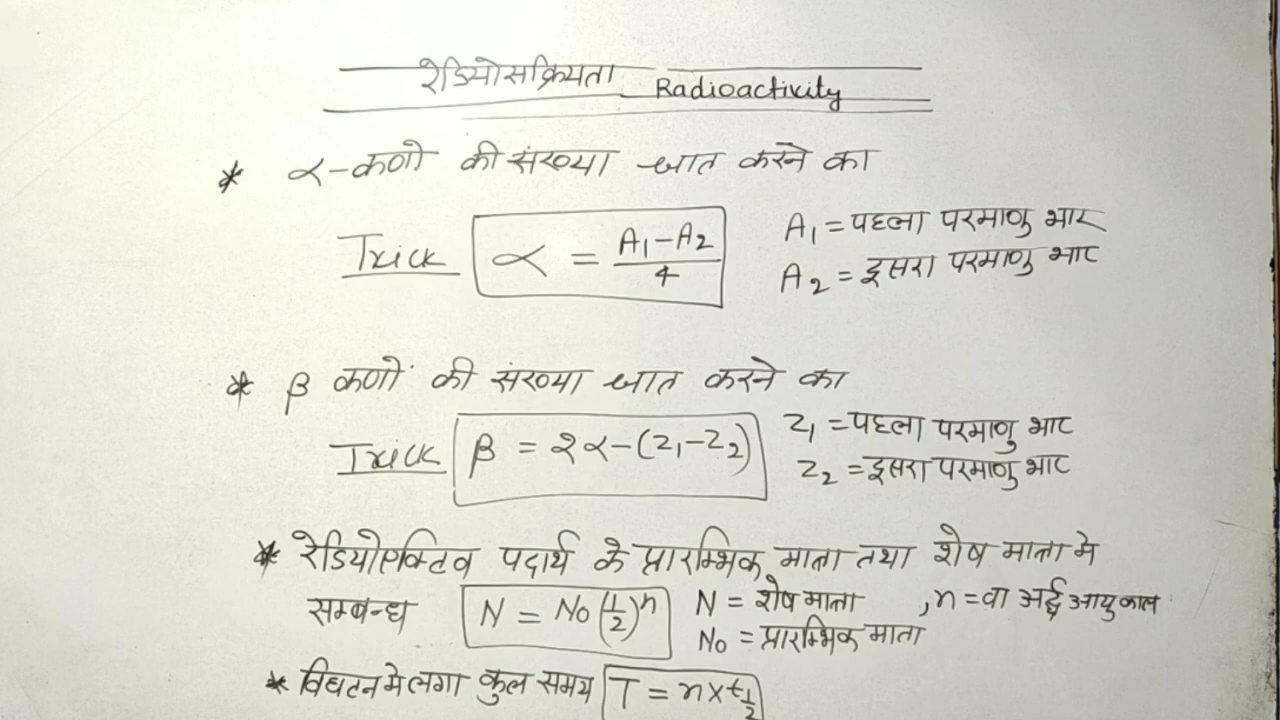 रेडियोसक्रियता Radioactivity
* α-कणो की संख्या ज्ञात करने का
Trick α = A₁-A₂/4 A₁ = पहला परमाणु भार
A₂ = दूसरा परमाणु भार
* β कणों की संख्या ज्ञात करने का
Trick β = 2α-(Z₁-Z₂) Z₁ = पहला परमाणु भार
Z₂ = दूसरा परमाणु भार
* रेडियोएक्टिव पदार्थ के प्रारम्भिक मात्रा तथा शेष मात्रा मे
सम्बन्ध N = N₀(1/2)ⁿ N = शेष मात्रा , n = वा अर्द्ध आयु काल
N₀ = प्रारम्भिक मात्रा
* विघटन मे लगा कुल समय T = n×t½